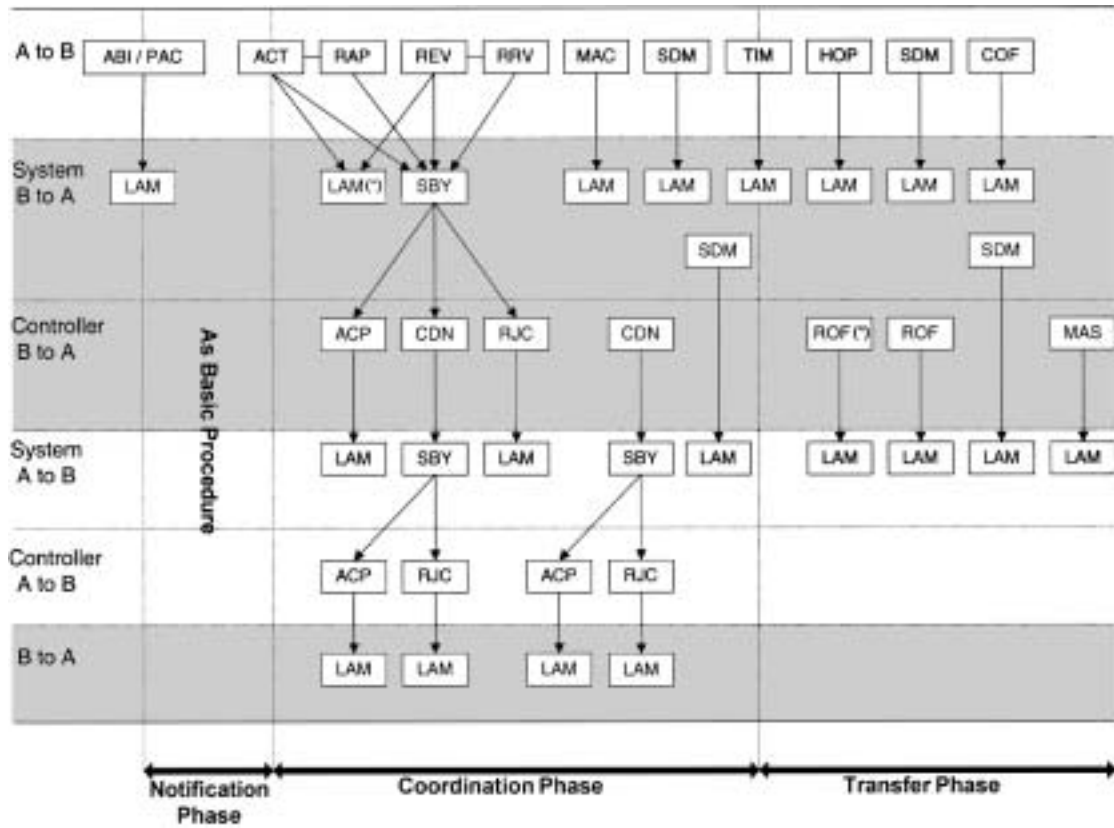 A to B
ABI / PAC
ACT
RAP
REV
RRV
MAC
SDM
TIM
HOP
SDM
COF
System
B to A
LAM
LAM(*)
SBY
LAM
LAM
LAM
LAM
LAM
LAM
SDM
SDM
Controller
B to A
ACP
CDN
RJC
CDN
ROF(*)
ROF
MAS
As Basic Procedure
System
A to B
LAM
SBY
LAM
SBY
LAM
LAM
LAM
LAM
LAM
Controller
A to B
ACP
RJC
ACP
RJC
B to A
LAM
LAM
LAM
LAM
Notification
Phase
Coordination Phase
Transfer Phase